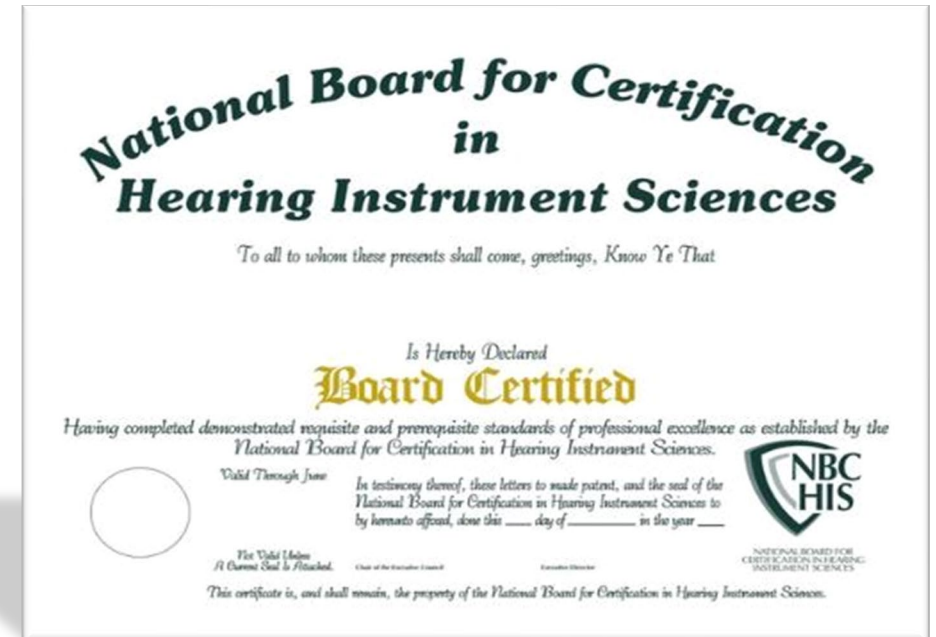 National Board for Certification
in
Hearing Instrument Sciences
To all to whom these presents shall come, greetings, Know Ye That
Is Hereby Declared
Board Certified
Having completed demonstrated requisite and prerequisite standards of professional excellence as established by the
National Board for Certification in Hearing Instrument Sciences.
Valid Through June
In testimony thereof, these letters to made patent, and the seal of the
National Board for Certification in Hearing Instrument Sciences to
by hereunto affixed, done this ____ day of ________ in the year ____
NBC
HIS
NATIONAL BOARD FOR
CERTIFICATION IN HEARING
INSTRUMENT SCIENCES
Not Valid Unless
A Current Seal Is Attached.
Chair of the Executive Council
Executive Director
This certificate is, and shall remain, the property of the National Board for Certification in Hearing Instrument Sciences.